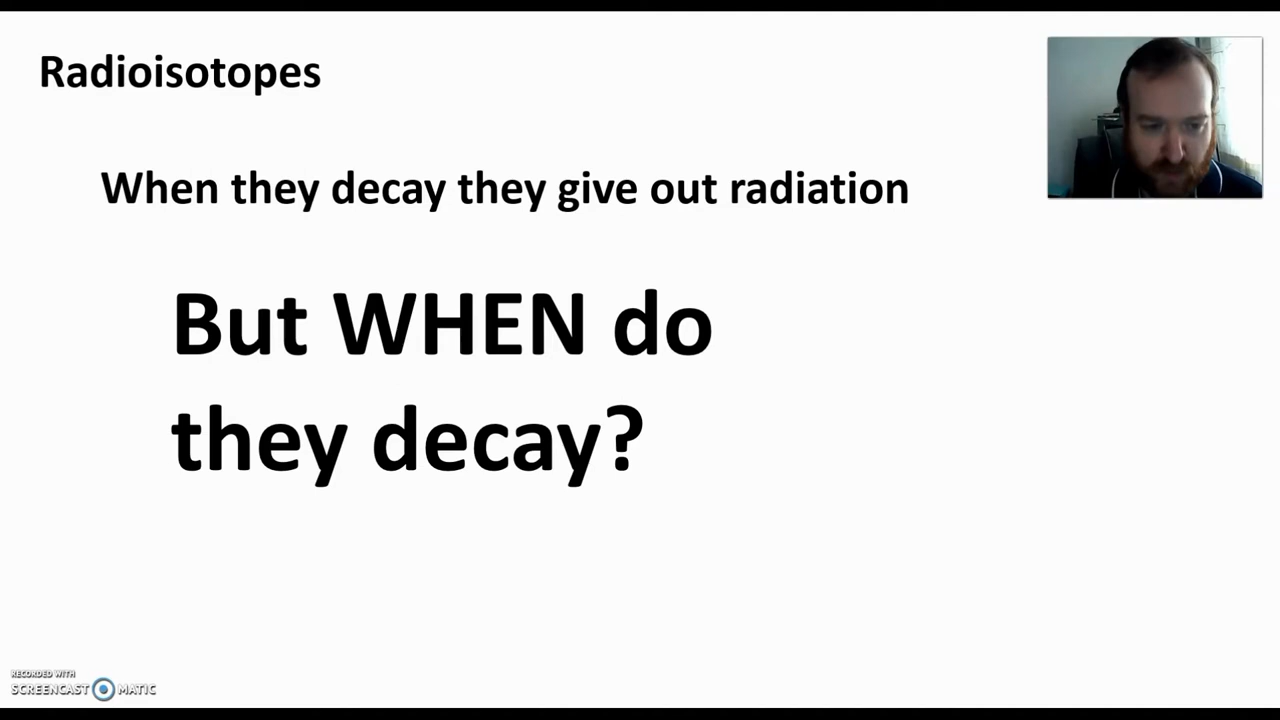 Radioisotopes
When they decay they give out radiation
But WHEN do
they decay?
RECORDED WITH
SCREENCAST MATIC